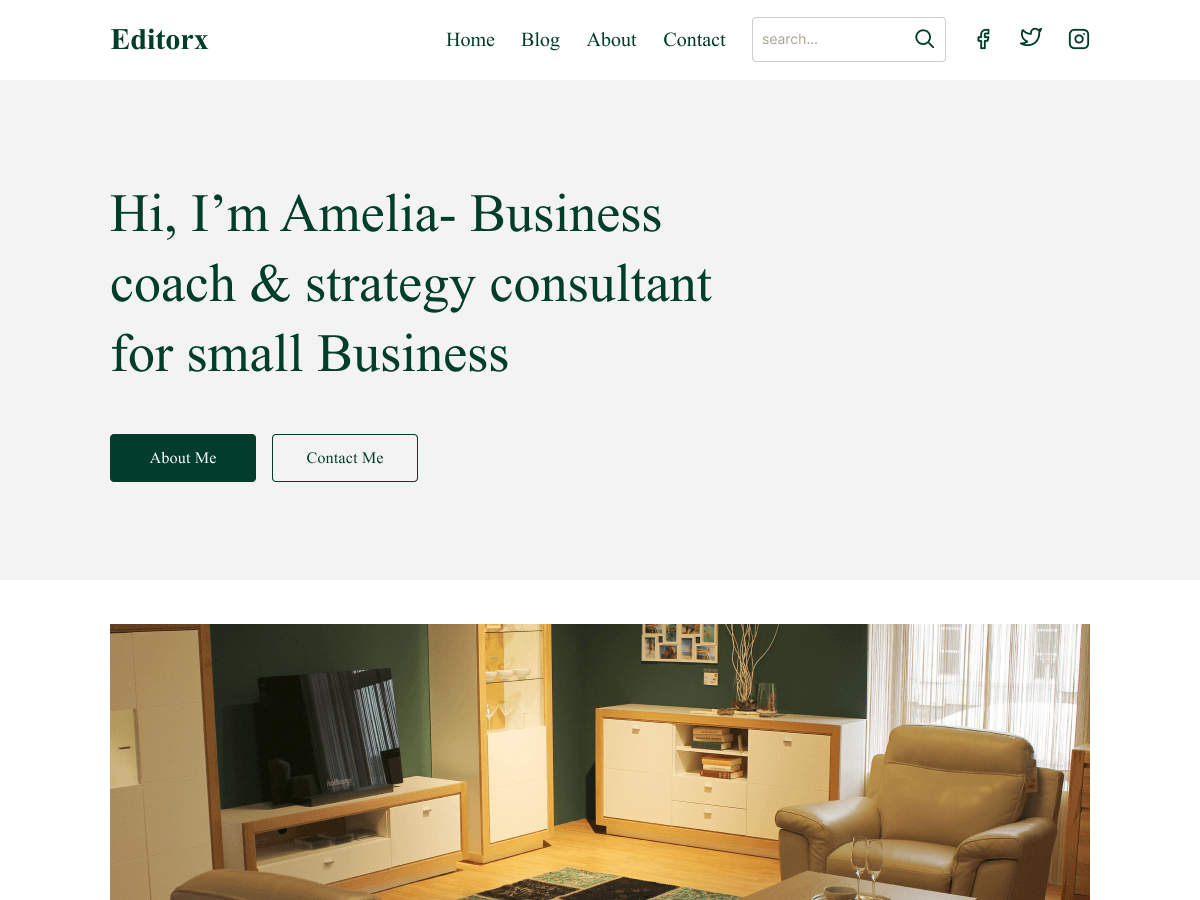 Editorx
Home Blog About Contact search...
Hi, I’m Amelia- Business
coach & strategy consultant
for small Business
About Me Contact Me